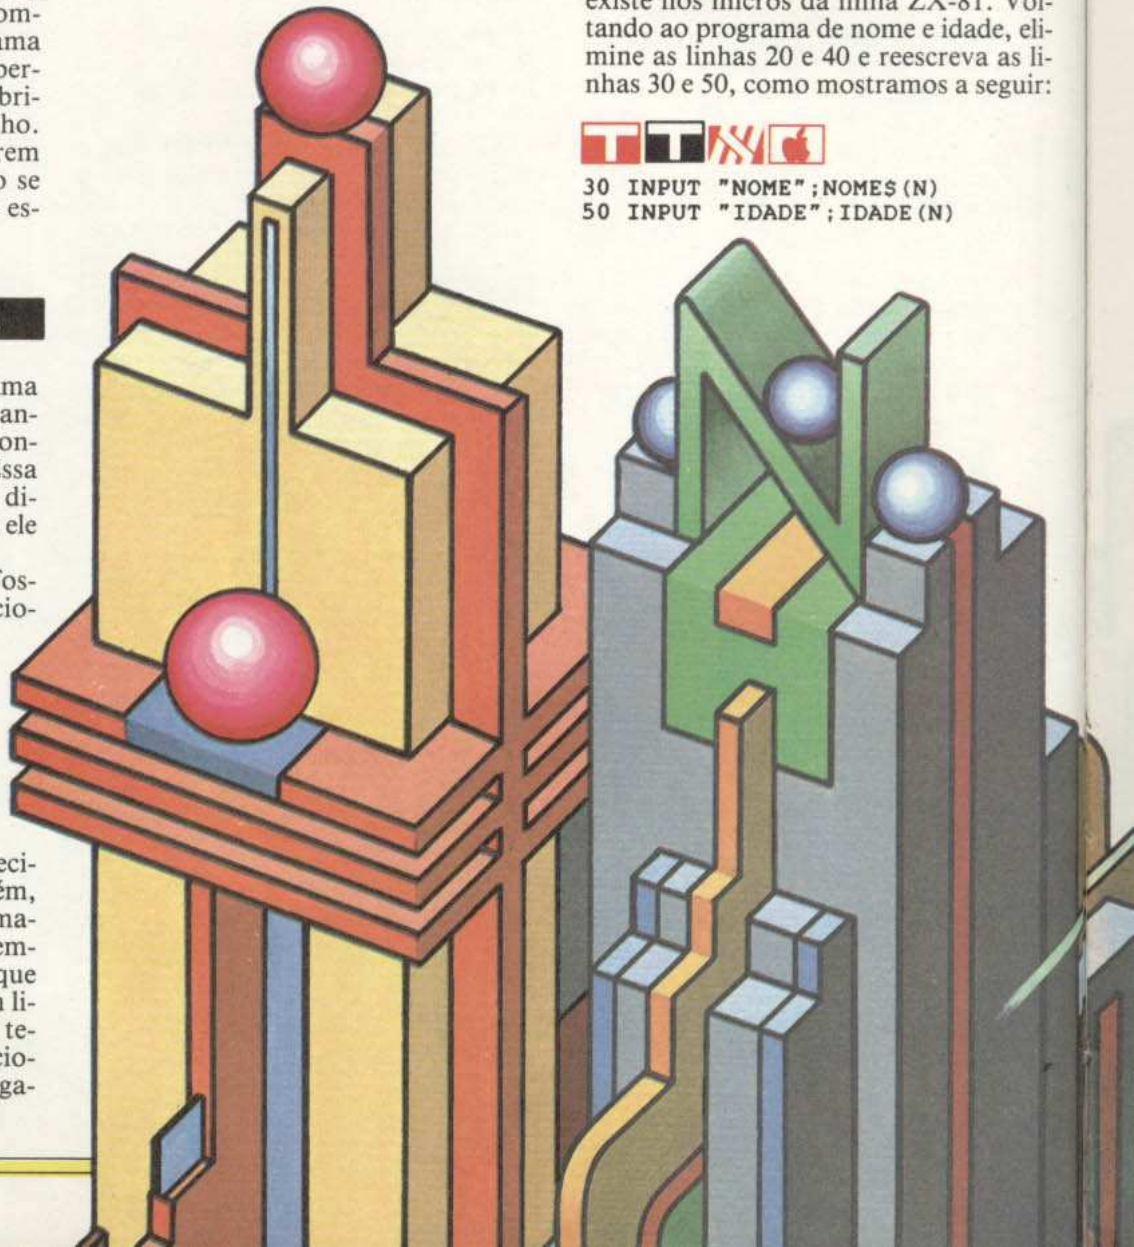 om-
ama
per-
bri-
ho.
rem
o se
es-
ama
an-
on-
ssa
di-
ele
os-
cio-
eci-
ém,
ma-
em-
que
li-
te-
cio-
ga-
existe nos micros da linha ZX-81. Vol-
tando ao programa de nome e idade, eli-
mine as linhas 20 e 40 e reescreva as li-
nhas 30 e 50, como mostramos a seguir:
T T
30 INPUT "NOME";NOME$(N)
50 INPUT "IDADE";IDADE(N)